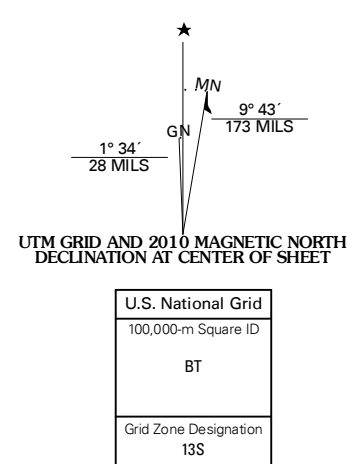 MN
9° 43´
173 MILS
GN
1° 34´
28 MILS
UTM GRID AND 2010 MAGNETIC NORTH
DECLINATION AT CENTER OF SHEET
U.S. National Grid
100,000-m Square ID
BT
Grid Zone Designation
13S